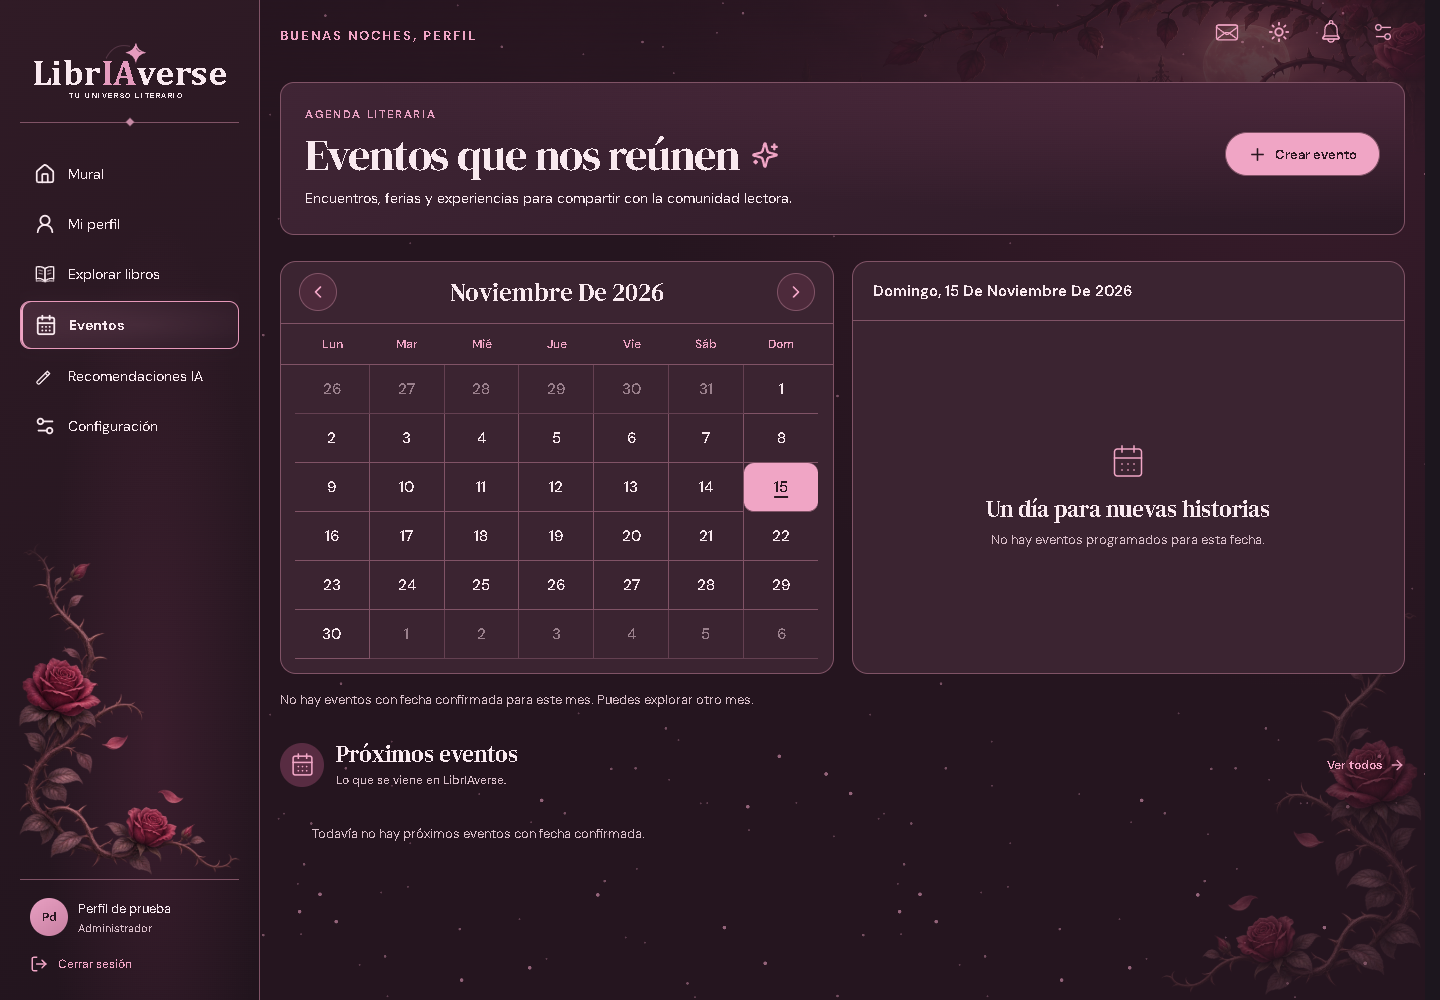 LibrIAverse
TU UNIVERSO LITERARIO
Mural
Mi perfil
Explorar libros
Eventos
Recomendaciones IA
Configuración
Pd
Perfil de prueba
Administrador
Cerrar sesión
BUENAS NOCHES, PERFIL
AGENDA LITERARIA
Eventos que nos reúnen
Encuentros, ferias y experiencias para compartir con la comunidad lectora.
Crear evento
Noviembre De 2026
Lun Mar Mié Jue Vie Sáb Dom
26 27 28 29 30 31 1
2 3 4 5 6 7 8
9 10 11 12 13 14 15
16 17 18 19 20 21 22
23 24 25 26 27 28 29
30 1 2 3 4 5 6
Domingo, 15 De Noviembre De 2026
Un día para nuevas historias
No hay eventos programados para esta fecha.
No hay eventos con fecha confirmada para este mes. Puedes explorar otro mes.
Próximos eventos
Lo que se viene en LibrIAverse.
Ver todos
Todavía no hay próximos eventos con fecha confirmada.